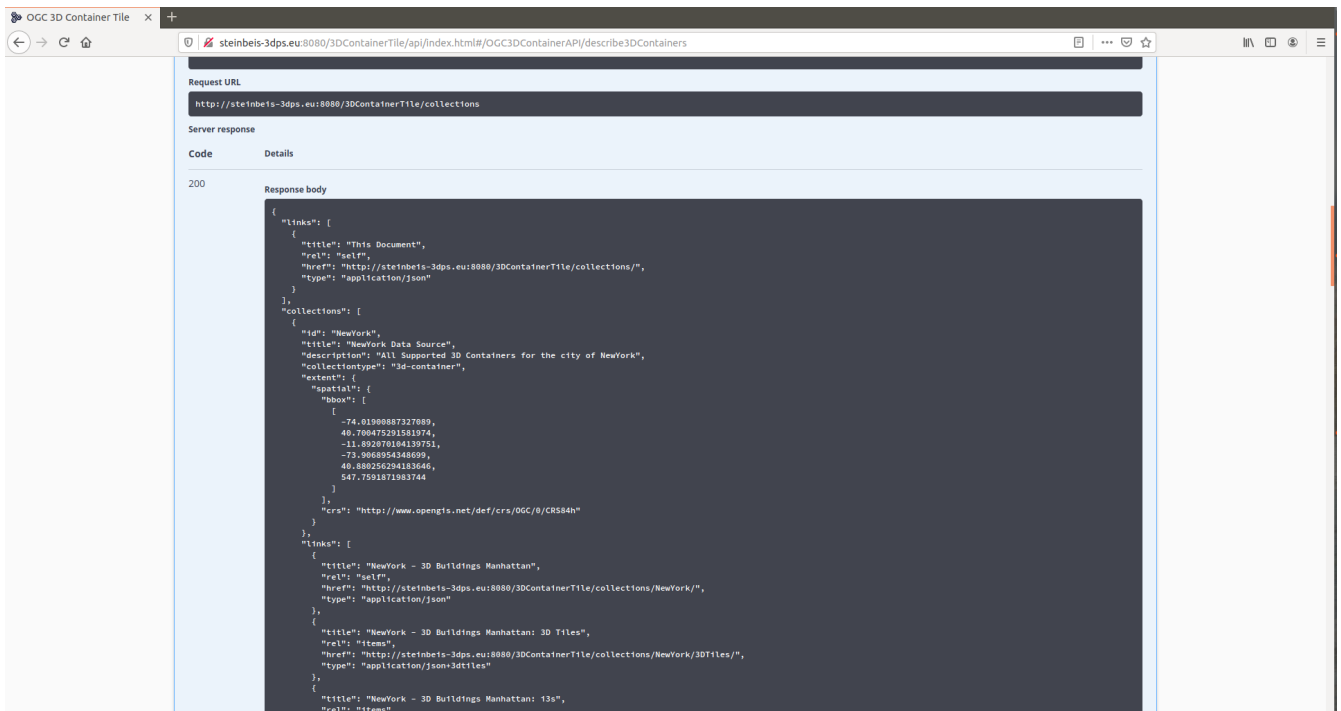 OGC 3D Container Tile
steinbeis-3dps.eu:8080/3DContainerTile/api/index.html#/OGC3DContainerAPI/describe3DContainers
Request URL
http://steinbeis-3dps.eu:8080/3DContainerTile/collections
Server response
Code Details
200
Response body
{
"links": [
{
"title": "This Document",
"rel": "self",
"href": "http://steinbeis-3dps.eu:8080/3DContainerTile/collections/",
"type": "application/json"
}
],
"collections": [
{
"id": "NewYork",
"title": "NewYork Data Source",
"description": "All Supported 3D Containers for the city of NewYork",
"collectiontype": "3d-container",
"extent": {
"spatial": {
"bbox": [
[
-74.01900887327089,
40.700475291581974,
-11.892070104139751,
-73.9068954348699,
40.880256294183646,
547.7591871983744
]
],
"crs": "http://www.opengis.net/def/crs/OGC/0/CRS84h"
}
},
"links": [
{
"title": "NewYork - 3D Buildings Manhattan",
"rel": "self",
"href": "http://steinbeis-3dps.eu:8080/3DContainerTile/collections/NewYork/",
"type": "application/json"
},
{
"title": "NewYork - 3D Buildings Manhattan: 3D Tiles",
"rel": "items",
"href": "http://steinbeis-3dps.eu:8080/3DContainerTile/collections/NewYork/3DTiles/",
"type": "application/json+3dtiles"
},
{
"title": "NewYork - 3D Buildings Manhattan: i3s",
"rel": "items"